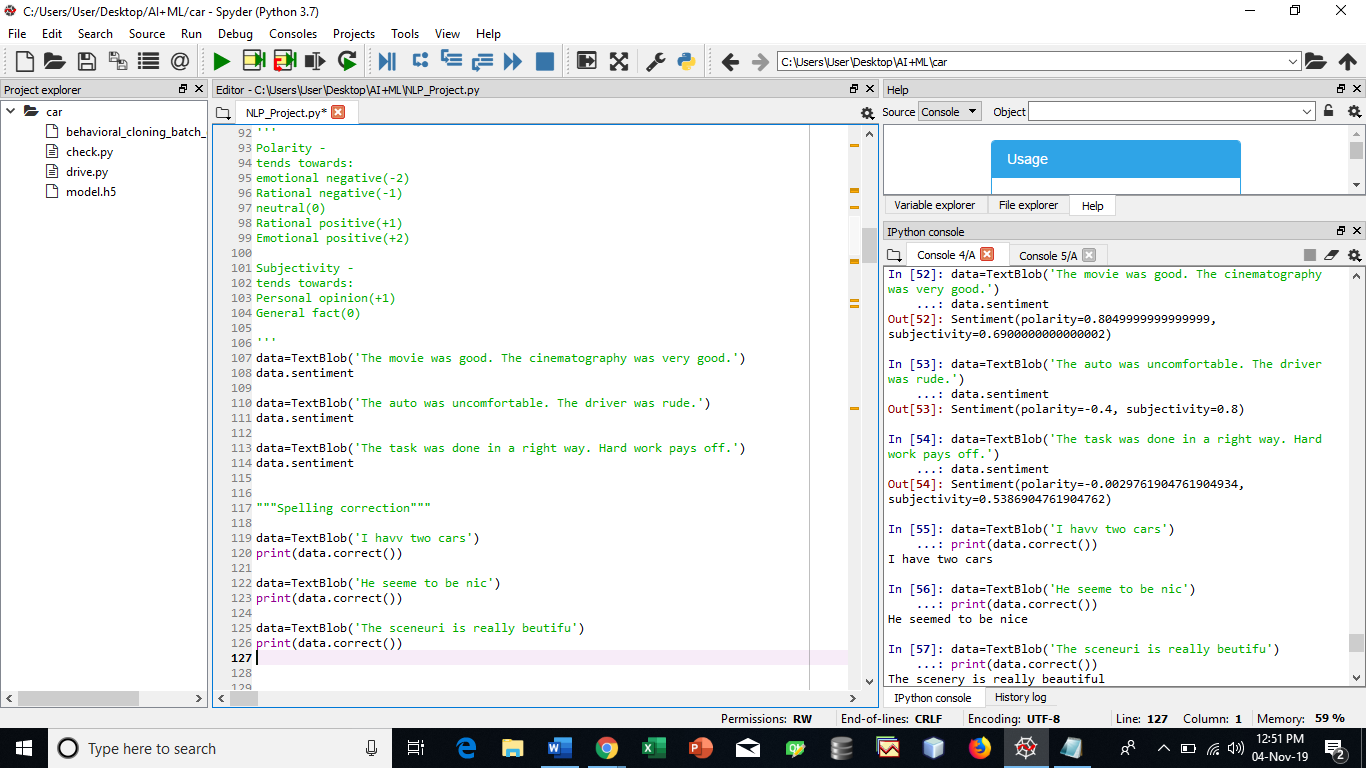 C:/Users/User/Desktop/AI+ML/car - Spyder (Python 3.7)
File Edit Search Source Run Debug Consoles Projects Tools View Help
C:\Users\User\Desktop\AI+ML\car
Project explorer
car
behavioral_cloning_batch_
check.py
drive.py
model.h5
Editor - C:\Users\User\Desktop\AI+ML\NLP_Project.py
NLP_Project.py*
92 '''
93 Polarity -
94 tends towards:
95 emotional negative(-2)
96 Rational negative(-1)
97 neutral(0)
98 Rational positive(+1)
99 Emotional positive(+2)
100
101 Subjectivity -
102 tends towards:
103 Personal opinion(+1)
104 General fact(0)
105
106 '''
107 data=TextBlob('The movie was good. The cinematography was very good.')
108 data.sentiment
109
110 data=TextBlob('The auto was uncomfortable. The driver was rude.')
111 data.sentiment
112
113 data=TextBlob('The task was done in a right way. Hard work pays off.')
114 data.sentiment
115
116
117 """Spelling correction"""
118
119 data=TextBlob('I havv two cars')
120 print(data.correct())
121
122 data=TextBlob('He seeme to be nic')
123 print(data.correct())
124
125 data=TextBlob('The sceneuri is really beutifu')
126 print(data.correct())
127
128
129
Help
Source Console Object
Usage
Variable explorer File explorer Help
IPython console
Console 4/A Console 5/A
In [52]: data=TextBlob('The movie was good. The cinematography
was very good.')
...: data.sentiment
Out[52]: Sentiment(polarity=0.8049999999999999,
subjectivity=0.6900000000000002)
In [53]: data=TextBlob('The auto was uncomfortable. The driver
was rude.')
...: data.sentiment
Out[53]: Sentiment(polarity=-0.4, subjectivity=0.8)
In [54]: data=TextBlob('The task was done in a right way. Hard
work pays off.')
...: data.sentiment
Out[54]: Sentiment(polarity=-0.0029761904761904934,
subjectivity=0.5386904761904762)
In [55]: data=TextBlob('I havv two cars')
...: print(data.correct())
I have two cars
In [56]: data=TextBlob('He seeme to be nic')
...: print(data.correct())
He seemed to be nice
In [57]: data=TextBlob('The sceneuri is really beutifu')
...: print(data.correct())
The scenery is really beautiful
IPython console History log
Permissions: RW End-of-lines: CRLF Encoding: UTF-8 Line: 127 Column: 1 Memory: 59 %
Type here to search
12:51 PM
04-Nov-19
2